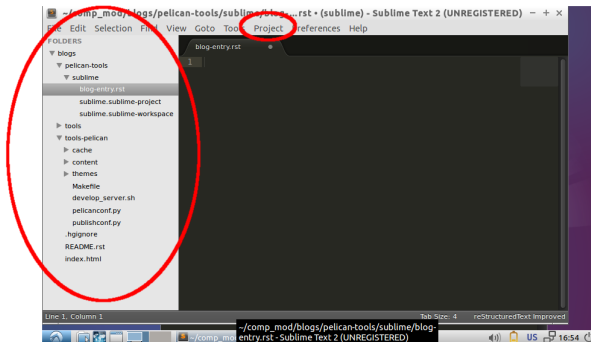 ~/comp_mod/blogs/pelican-tools/sublime/blog-...rst • (sublime) - Sublime Text 2 (UNREGISTERED)
File Edit Selection Find View Goto Tools Project Preferences Help
FOLDERS
blogs
pelican-tools
sublime
blog-entry.rst
sublime.sublime-project
sublime.sublime-workspace
tools
tools-pelican
cache
content
themes
Makefile
develop_server.sh
pelicanconf.py
publishconf.py
.hgignore
README.rst
index.html
blog-entry.rst
1
Line 1, Column 1
Tab Size: 4 reStructuredText Improved
~/comp_mo
~/comp_mod/blogs/pelican-tools/sublime/blog-
entry.rst - Sublime Text 2 (UNREGISTERED)
US 16:54